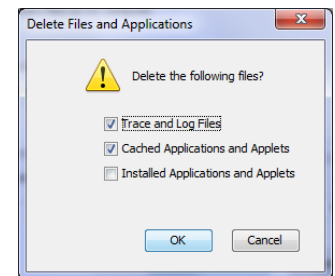 Delete Files and Applications
Delete the following files?
Trace and Log Files
Cached Applications and Applets
Installed Applications and Applets
OK Cancel